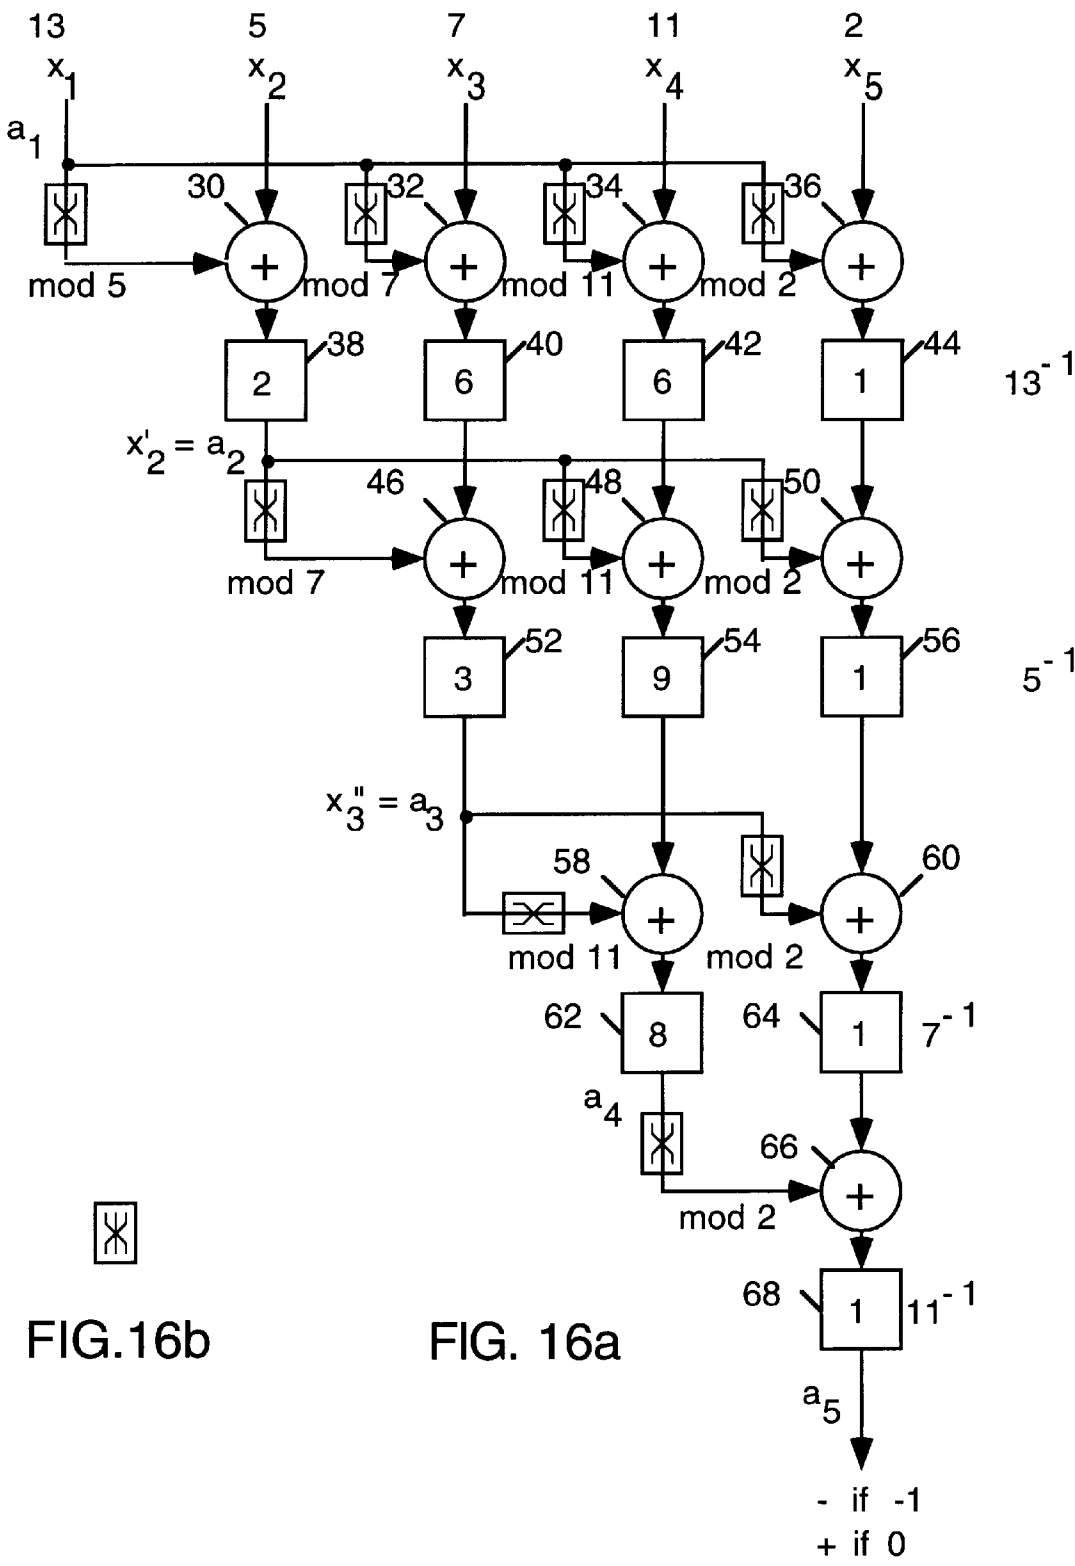 13 5 7 11 2
x1 x2 x3 x4 x5
a1
30 32 34 36
+ + + +
mod 5 mod 7 mod 11 mod 2
38 40 42 44
2 6 6 1 13^-1
x'2 = a2
46 48 50
+ + +
mod 7 mod 11 mod 2
52 54 56
3 9 1 5^-1
x3" = a3
58 60
+ +
mod 11 mod 2
62 64
8 1 7^-1
a4
66
+
mod 2
68 1 11^-1
FIG.16b FIG. 16a
a5
- if -1
+ if 0